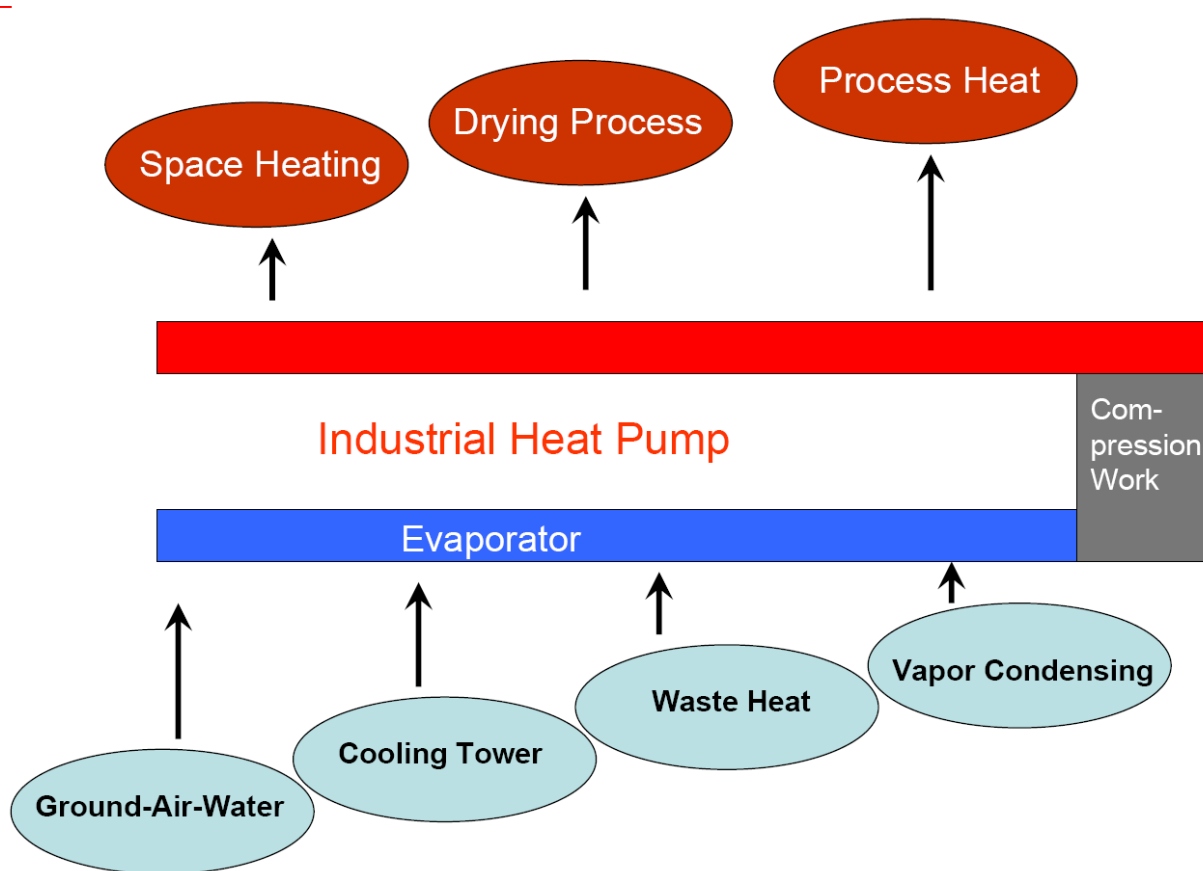 Process Heat
Drying Process
Space Heating
Industrial Heat Pump
Com-
pression
Work
Evaporator
Vapor Condensing
Waste Heat
Cooling Tower
Ground-Air-Water